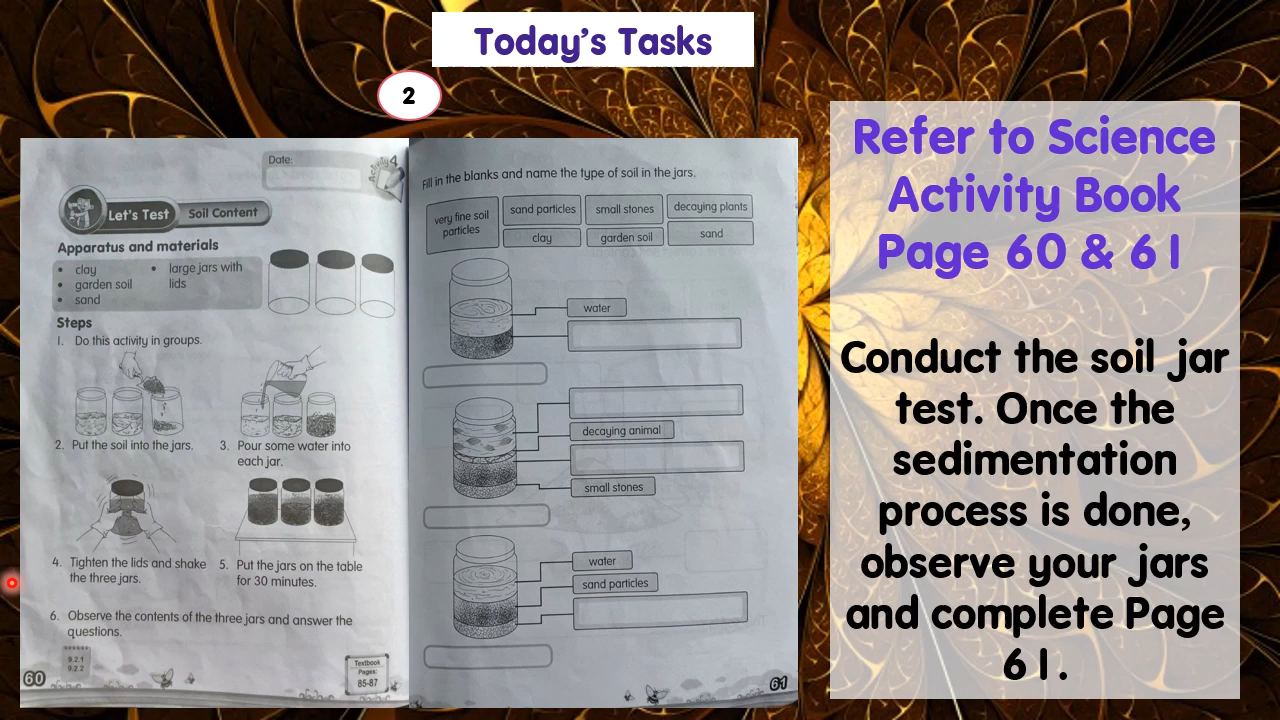 Today's Tasks
2
Date:
Activity 4
Let's Test
Soil Content
Apparatus and materials
• clay
• garden soil
• sand
• large jars with
lids
Steps
1. Do this activity in groups.
2. Put the soil into the jars.
3. Pour some water into
each jar.
4. Tighten the lids and shake
the three jars.
5. Put the jars on the table
for 30 minutes.
6. Observe the contents of the three jars and answer the
questions.
9.2.1
9.2.2
Textbook
Pages:
85-87
60
Fill in the blanks and name the type of soil in the jars.
very fine soil
particles
sand particles
small stones
decaying plants
clay
garden soil
sand
water
decaying animal
small stones
water
sand particles
61
Refer to Science
Activity Book
Page 60 & 61
Conduct the soil jar
test. Once the
sedimentation
process is done,
observe your jars
and complete Page
61.